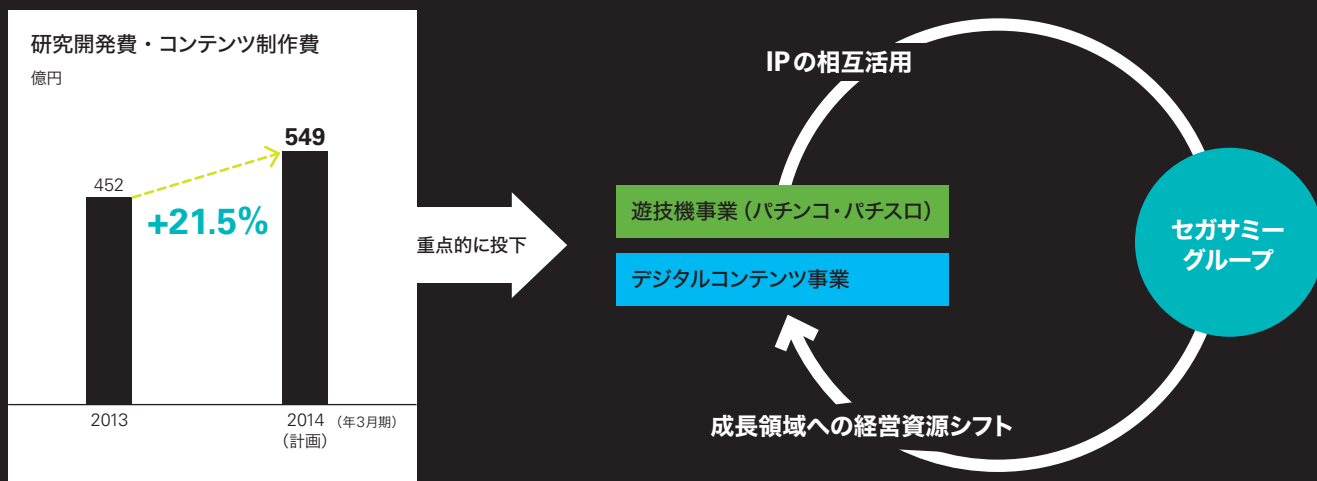 研究開発費・コンテンツ制作費
億円
452
549
+21.5%
2013
2014 (年3月期)
(計画)
重点的に投下
IPの相互活用
遊技機事業(パチンコ・パチスロ)
デジタルコンテンツ事業
セガサミー
グループ
成長領域への経営資源シフト